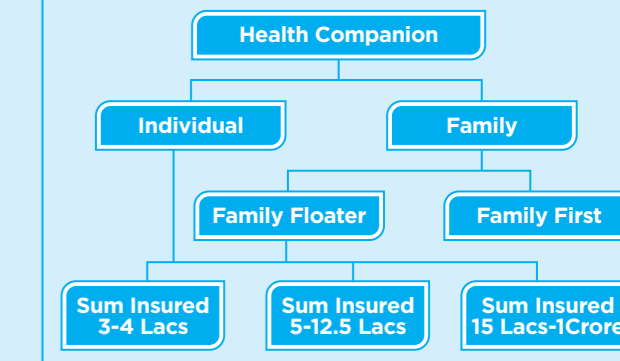 Health Companion
Individual
Family
Family Floater
Family First
Sum Insured
3-4 Lacs
Sum Insured
5-12.5 Lacs
Sum Insured
15 Lacs-1Crore